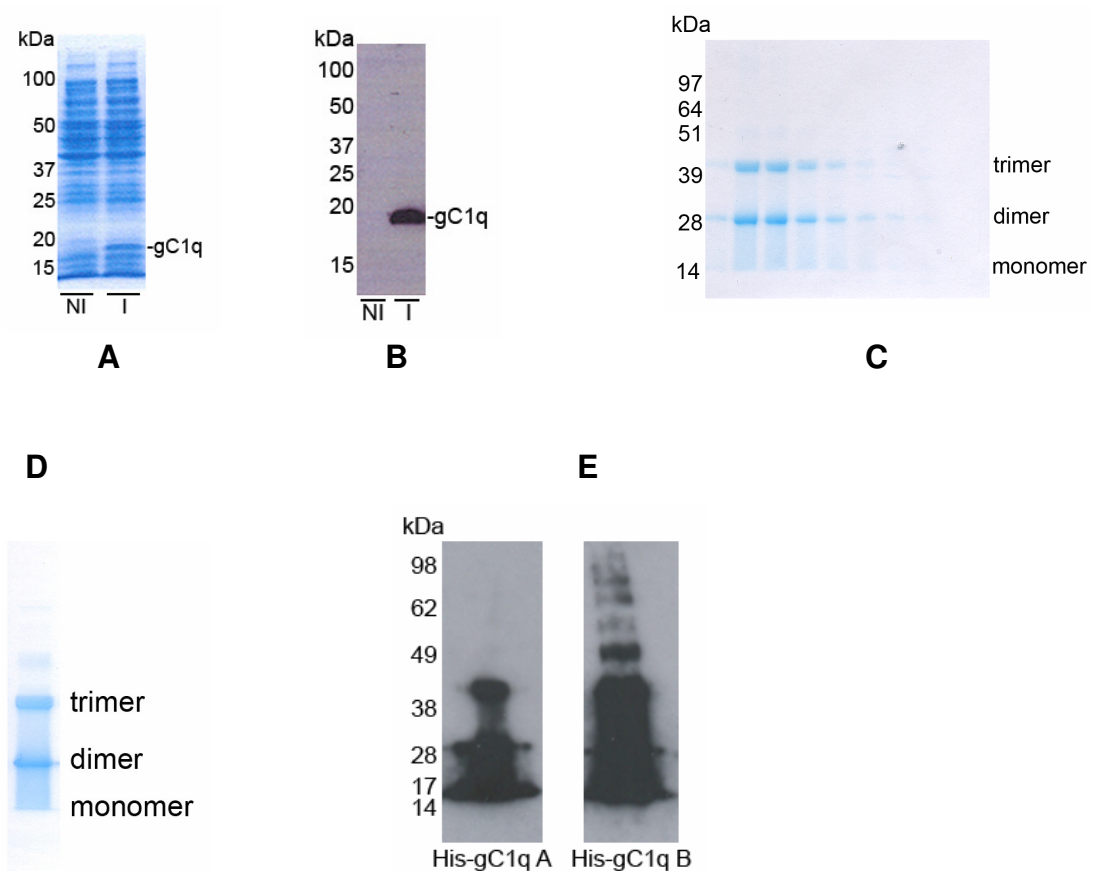 kDa
100
50
37
25
20
15
-gC1q
NI I
A
kDa
100
50
37
25
20
15
-gC1q
NI I
B
kDa
97
64
51
39
28
14
trimer
dimer
monomer
C
D
trimer
dimer
monomer
E
kDa
98
62
49
38
28
17
14
His-gC1q A His-gC1q B